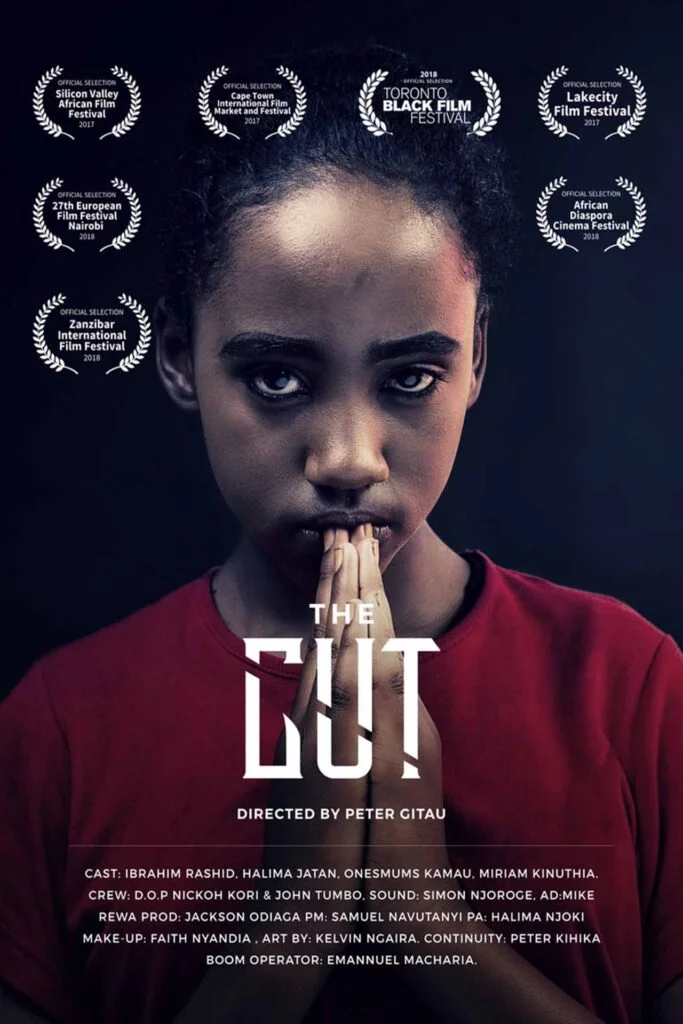 OFFICIAL SELECTION
Silicon Valley
African Film
Festival
2017
OFFICIAL SELECTION
Cape Town
International Film
Market and Festival
2017
2018
· OFFICIAL SELECTION
TORONTO
BLACK FILM
FESTIVAL
OFFICIAL SELECTION
Lakecity
Film Festival
2017
OFFICIAL SELECTION
27th European
Film Festival
Nairobi
2018
OFFICIAL SELECTION
African
Diaspora
Cinema Festival
2018
OFFICIAL SELECTION
Zanzibar
International
Film Festival
2018
THE
CUT
DIRECTED BY PETER GITAU
CAST: IBRAHIM RASHID, HALIMA JATAN, ONESMUMS KAMAU, MIRIAM KINUTHIA.
CREW: D.O.P NICKOH KORI & JOHN TUMBO, SOUND: SIMON NJOROGE, AD:MIKE
REWA PROD: JACKSON ODIAGA PM: SAMUEL NAVUTANYI PA: HALIMA NJOKI
MAKE-UP: FAITH NYANDIA , ART BY: KELVIN NGAIRA. CONTINUITY: PETER KIHIKA
BOOM OPERATOR: EMANNUEL MACHARIA.